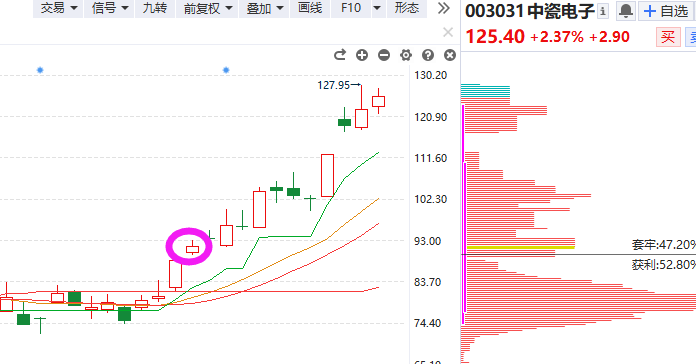 交易 信号 九转 前复权 叠加 画线 F10 形态
003031 中瓷电子
+ 自选
125.40 +2.37% +2.90
买
130.20
127.95
120.90
111.60
102.30
93.00
套牢:47.20%
获利:52.80%
83.70
74.40